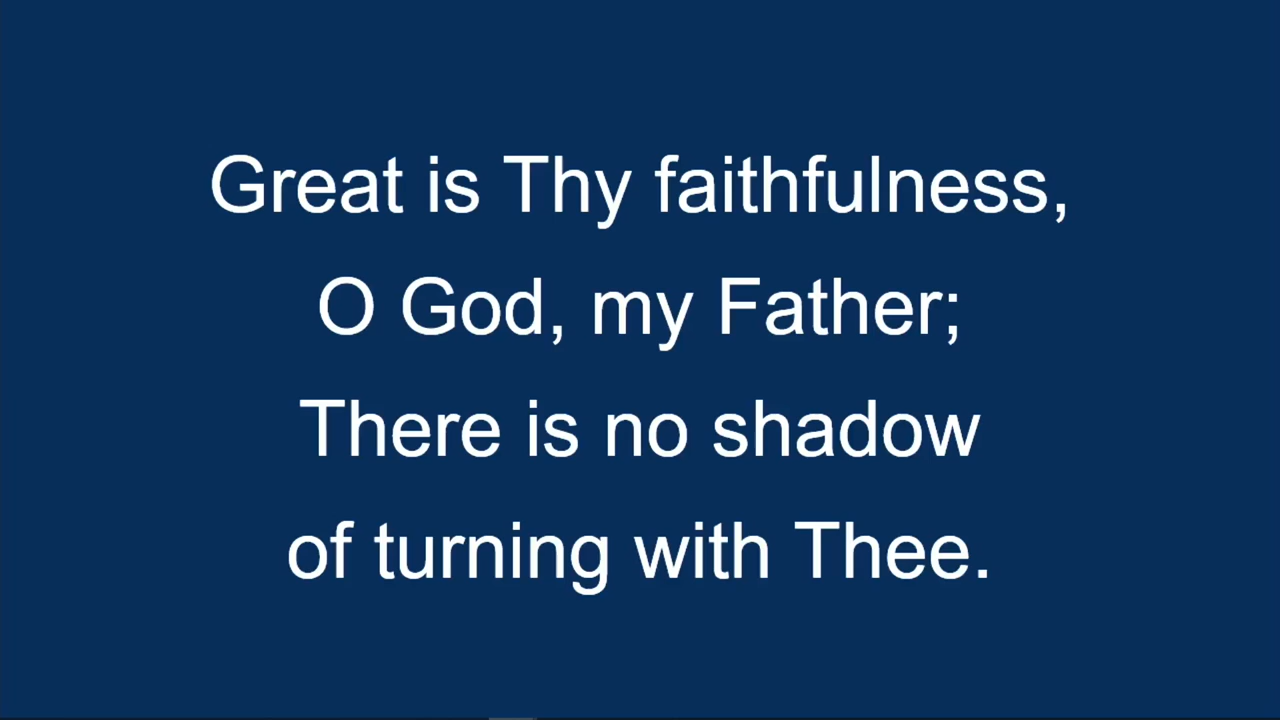 Great is Thy faithfulness,
O God, my Father;
There is no shadow
of turning with Thee.